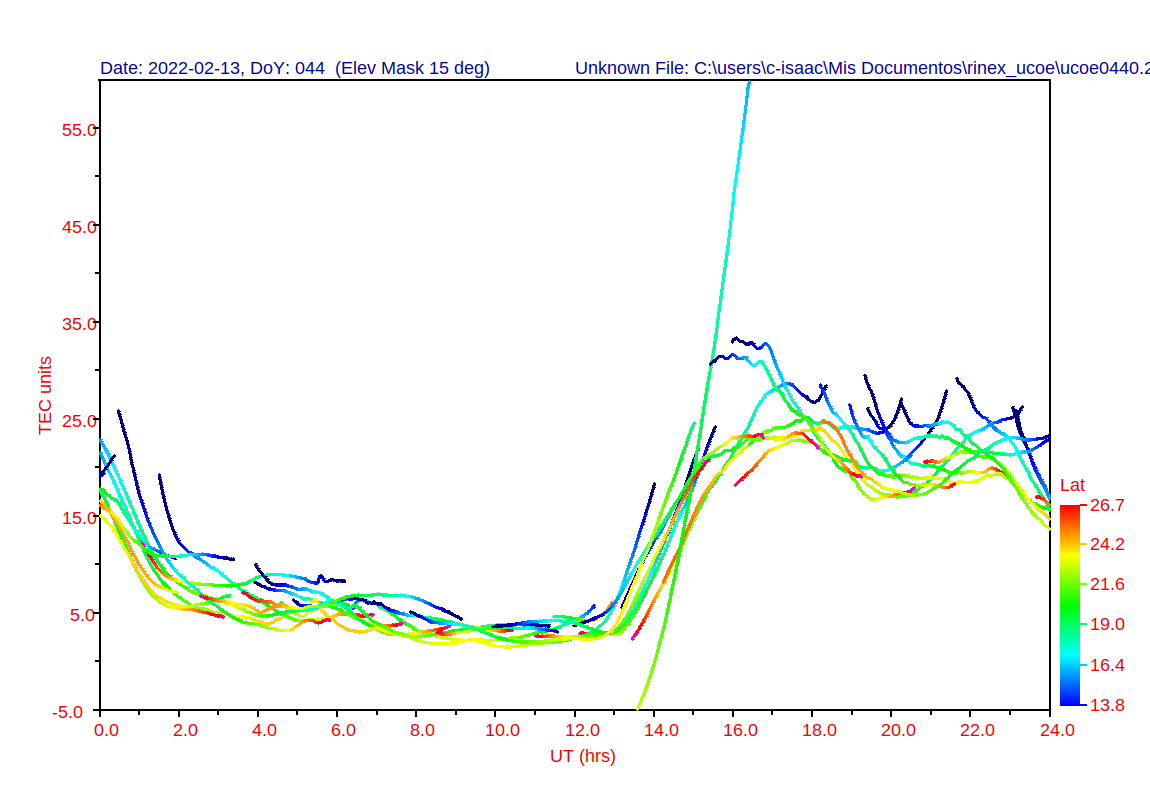 Date: 2022-02-13, DoY: 044 (Elev Mask 15 deg) Unknown File: C:\users\c-isaac\Mis Documentos\rinex_ucoe\ucoe0440.2
55.0
45.0
35.0
25.0
15.0
5.0
-5.0
TEC units
0.0 2.0 4.0 6.0 8.0 10.0 12.0 14.0 16.0 18.0 20.0 22.0 24.0
UT (hrs)
Lat
26.7
24.2
21.6
19.0
16.4
13.8